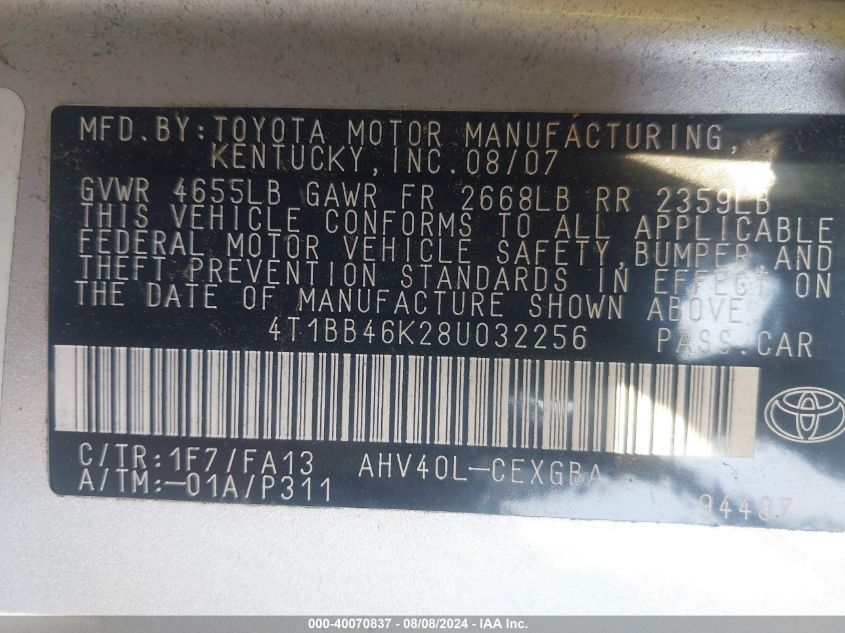 MFD.BY:TOYOTA MOTOR MANUFACTURING,
KENTUCKY,INC.08/07
GVWR 4655LB GAWR FR 2668LB RR 2359LB
THIS VEHICLE CONFORMS TO ALL APPLICABLE
FEDERAL MOTOR VEHICLE SAFETY,BUMPER AND
THEFT PREVENTION STANDARDS IN EFFECT ON
THE DATE OF MANUFACTURE SHOWN ABOVE
4T1BB46K28U032256 PASS.CAR
C/TR:1F7/FA13 AHV40L-CEXGBA
A/TM:-01A/P311 94487
000-40070837 - 08/08/2024 - IAA Inc.